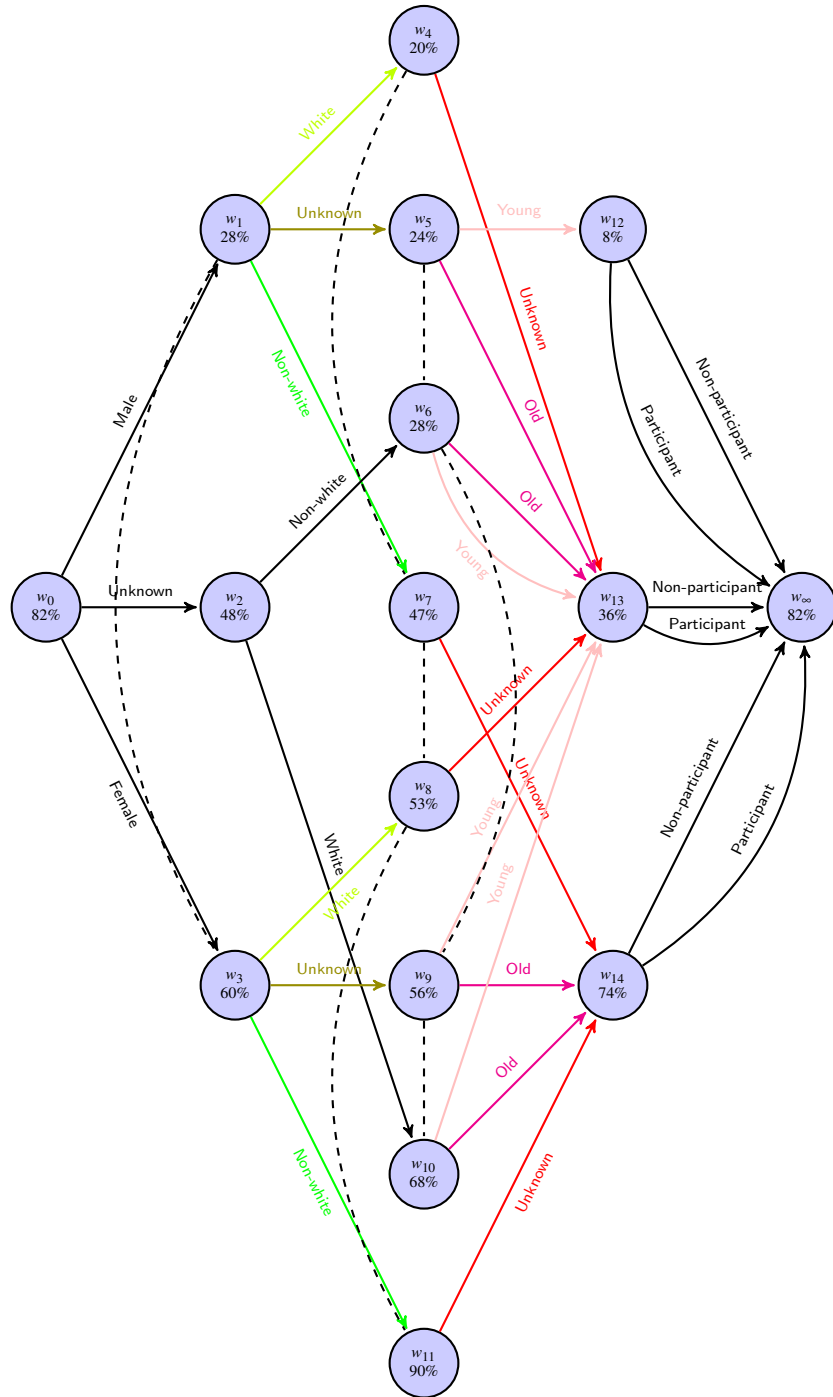 w4
20%
White
w1
28%
Unknown
w5
24%
Young
w12
8%
Unknown
Non-white
Old
Non-participant
Male
w6
28%
Participant
Non-white
Old
Young
w0
82%
Unknown
w2
48%
w7
47%
w13
36%
Non-participant
Participant
w∞
82%
Unknown
Female
w8
53%
Unknown
Young
Non-participant
Participant
White
White
Young
w3
60%
Unknown
w9
56%
Old
w14
74%
Old
w10
68%
Non-white
Unknown
w11
90%